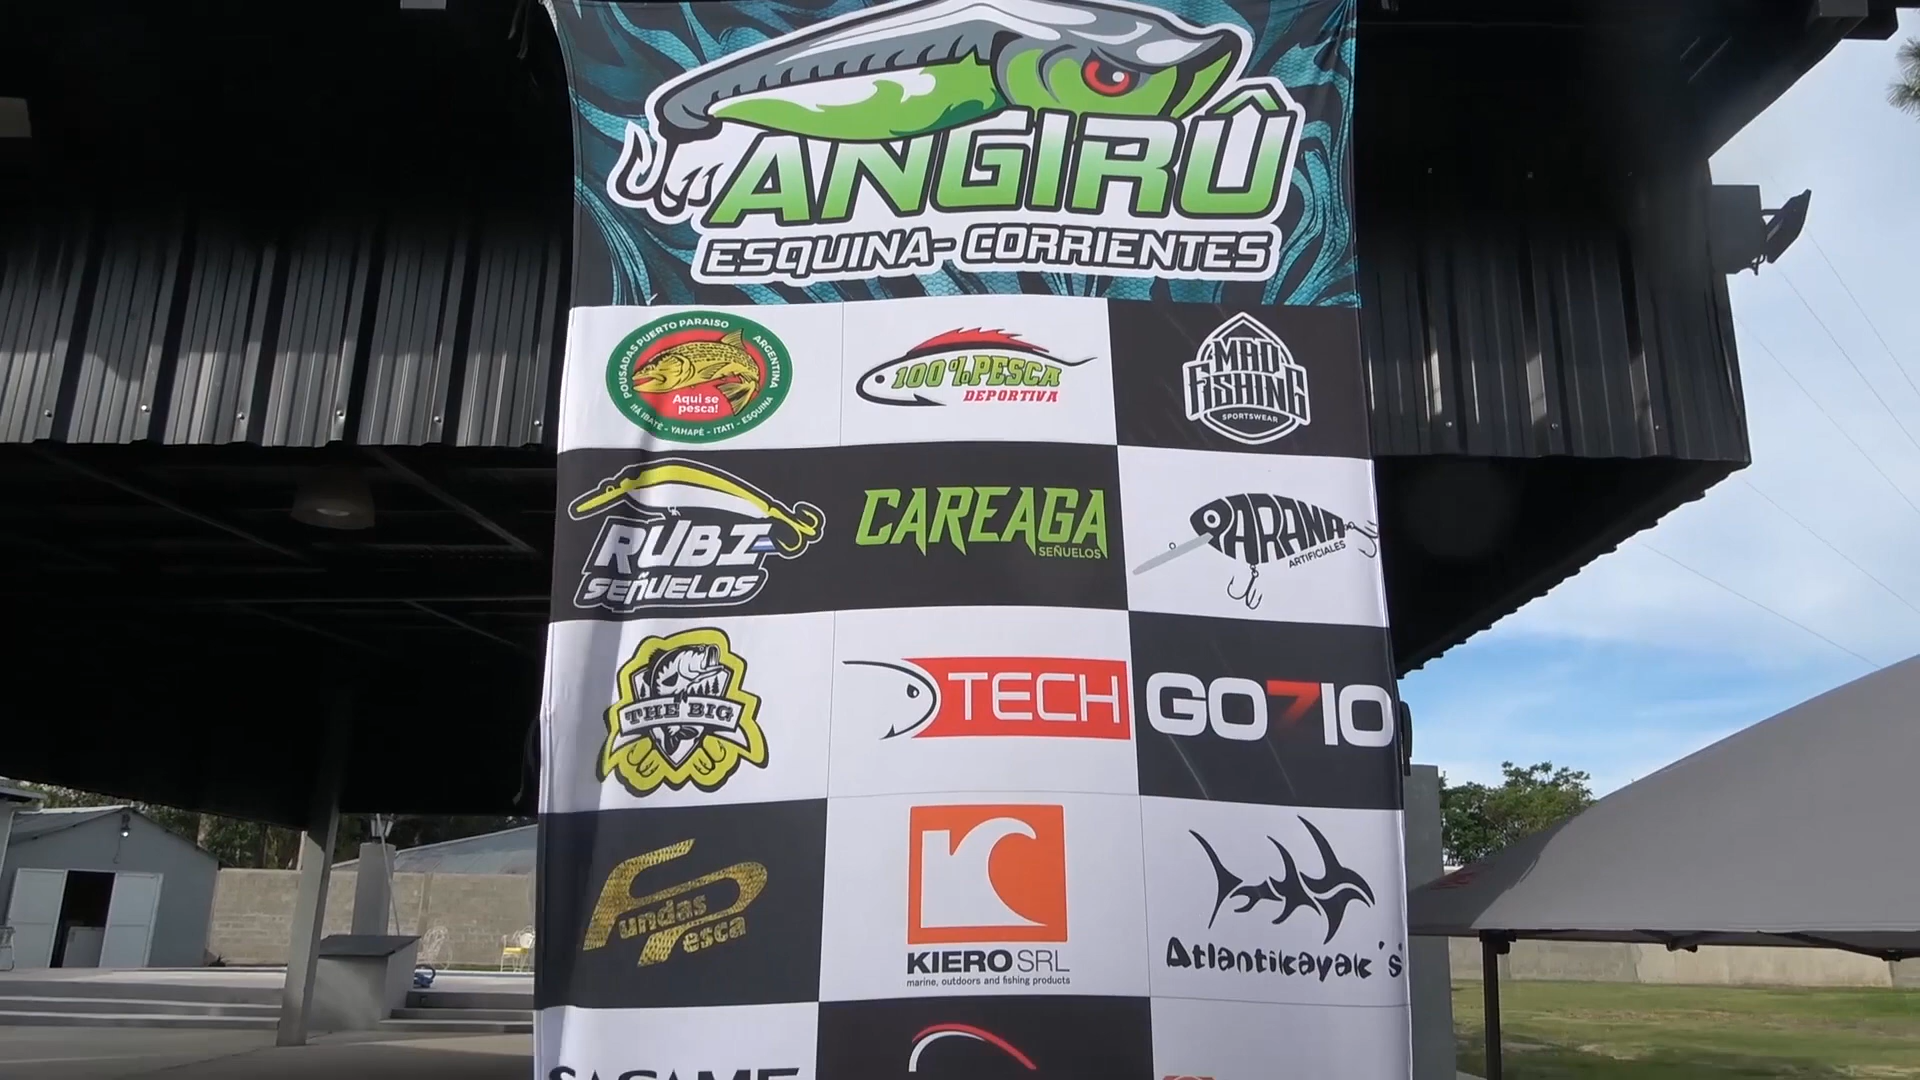 ANGIRÛ
ESQUINA-CORRIENTES
POUSADAS PUERTO PARAISO
ARGENTINA
Aqui se
pesca!
ITÁ IBATÉ - YAHAPÉ - ITATI - ESQUINA
100%PESCA
DEPORTIVA
MAD
FISHING
SPORTSWEAR
RUBI
SEÑUELOS
CAREAGA
SEÑUELOS
PARANA
ARTIFICIALES
THE BIG
TECH
GO7IO
Fundas
Pesca
KIERO SRL
marine, outdoors and fishing products
Atlantikayak's